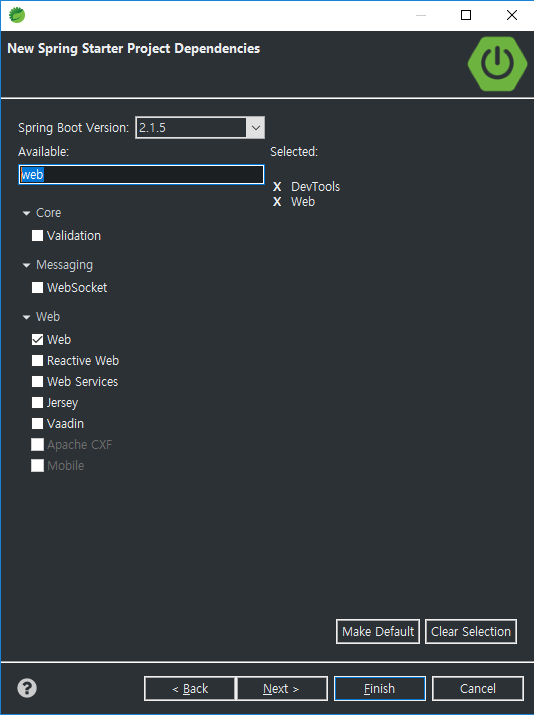 New Spring Starter Project Dependencies
Spring Boot Version: 2.1.5
Available:
Selected:
web
X DevTools
X Web
Core
Validation
Messaging
WebSocket
Web
Web
Reactive Web
Web Services
Jersey
Vaadin
Apache CXF
Mobile
Make Default
Clear Selection
?
< Back
Next >
Finish
Cancel